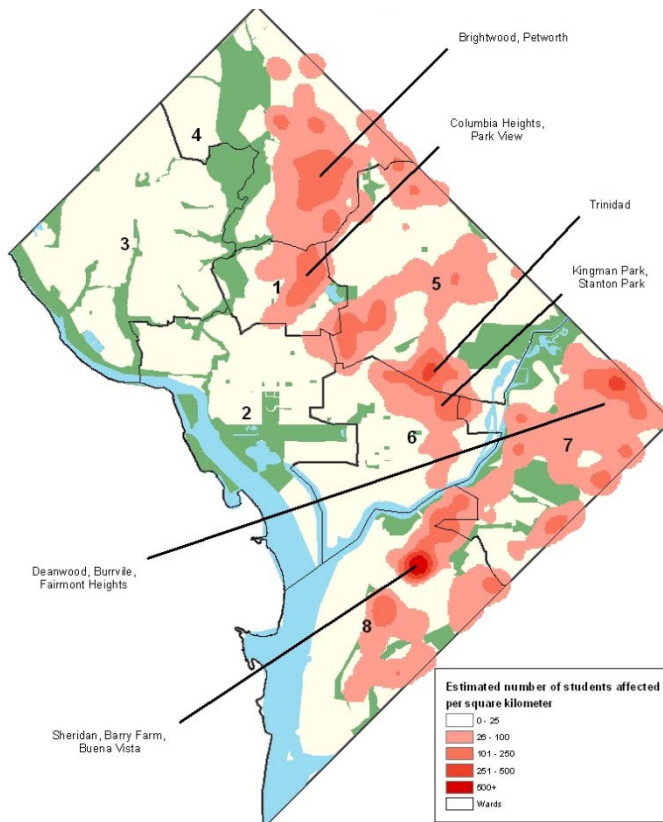 Brightwood, Petworth
Columbia Heights,
Park View
4
Trinidad
3
Kingman Park,
Stanton Park
1
5
2
6
7
Deanwood, Burrvile,
Fairmont Heights
8
Sheridan, Barry Farm,
Buena Vista
Estimated number of students affected
per square kilometer
0 - 25
26 - 100
101 - 250
251 - 500
500+
Wards